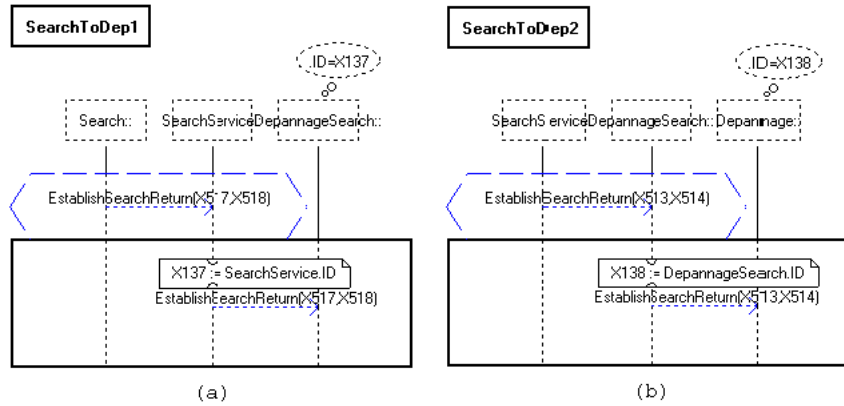 SearchToDep1
.ID=X137
Search::
SearchService
DepannageSearch::
EstablishSearchReturn(X517,X518)
X137 := SearchService.ID
EstablishSearchReturn(X517,X518)
(a)
SearchToDep2
.ID=X138
SearchService
DepannageSearch::
Depannage::
EstablishSearchReturn(X513,X514)
X138 := DepannageSearch.ID
EstablishSearchReturn(X513,X514)
(b)